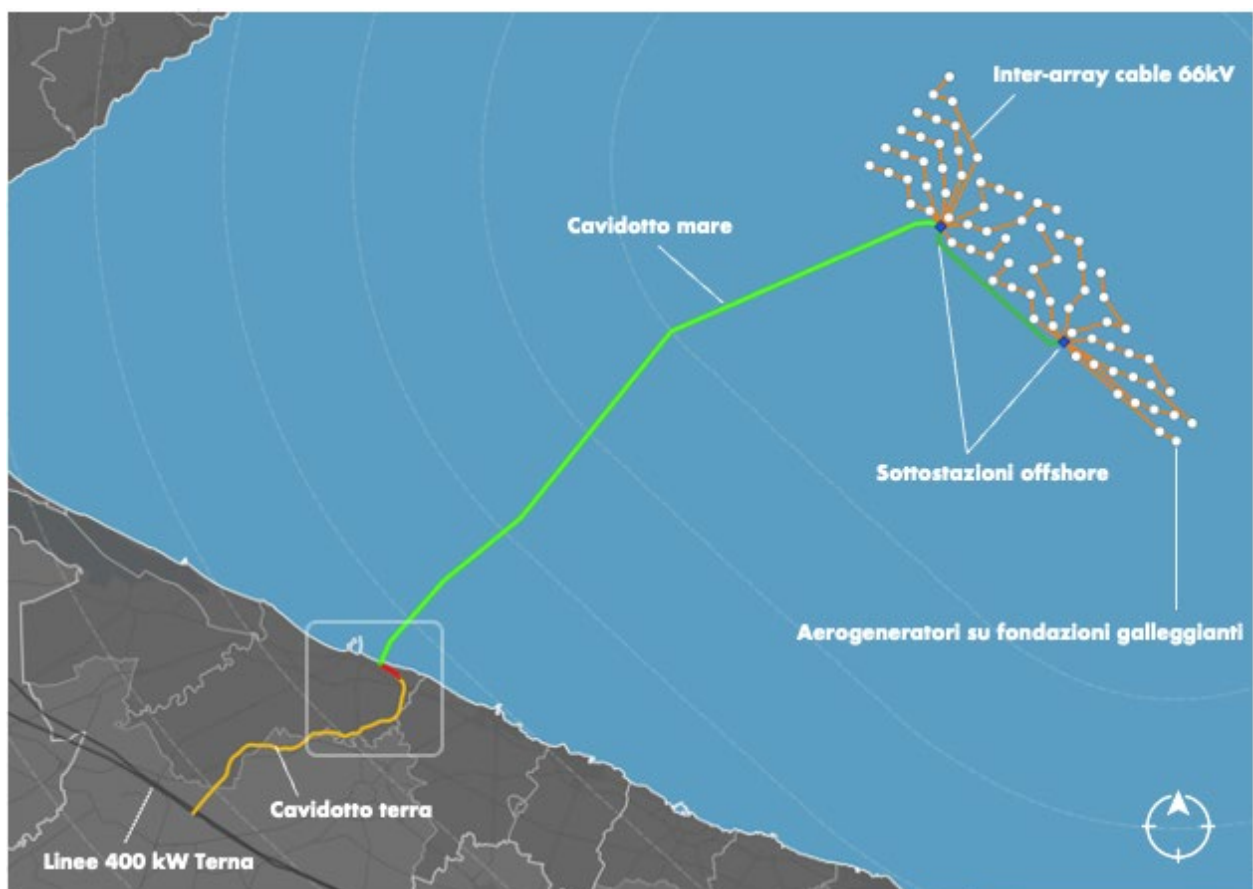 Inter-array cable 66kV
Cavidotto mare
Sottostazioni offshore
Aerogeneratori su fondazioni galleggianti
Cavidotto terra
Linee 400 kW Terna